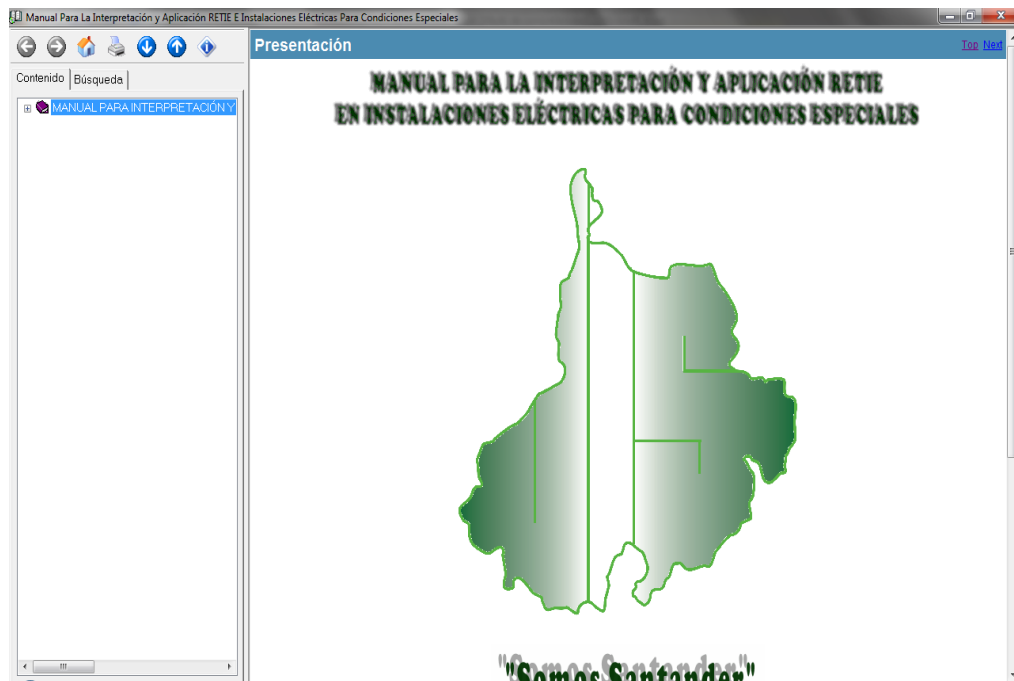 Manual Para La Interpretación y Aplicación RETIE E Instalaciones Eléctricas Para Condiciones Especiales
Contenido
Búsqueda
MANUAL PARA INTERPRETACIÓN Y
Presentación
Top Next
MANUAL PARA LA INTERPRETACIÓN Y APLICACIÓN RETIE
EN INSTALACIONES ELÉCTRICAS PARA CONDICIONES ESPECIALES
"Somos Santander"